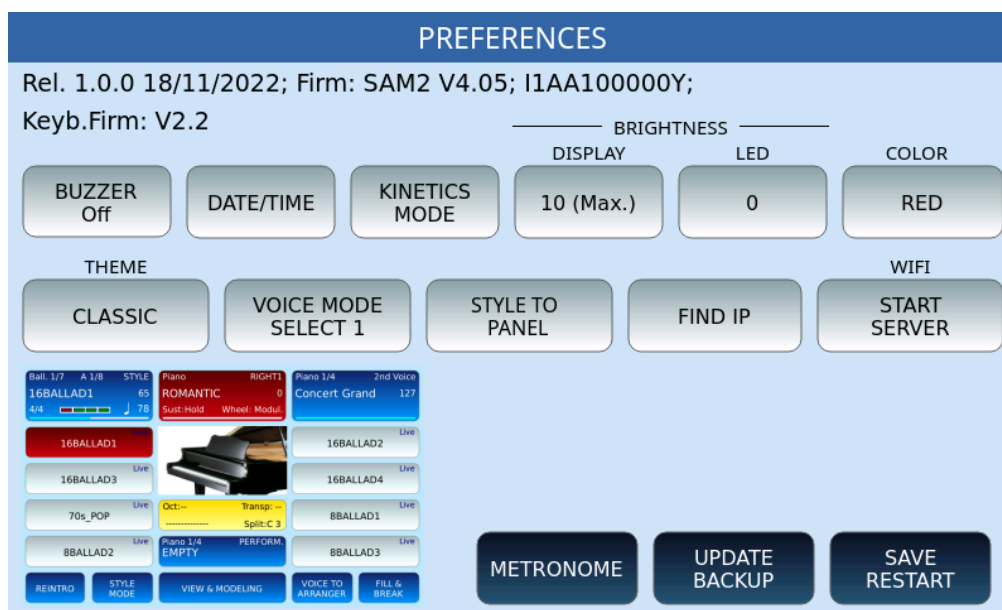 PREFERENCES
Rel. 1.0.0 18/11/2022; Firm: SAM2 V4.05; I1AA100000Y;
Keyb.Firm: V2.2
BRIGHTNESS
DISPLAY LED COLOR
BUZZER
Off
DATE/TIME
KINETICS
MODE
10 (Max.)
0
RED
THEME
WIFI
CLASSIC
VOICE MODE
SELECT 1
STYLE TO
PANEL
FIND IP
START
SERVER
Ball. 1/7 A 1/8 STYLE
16BALLAD1 65
4/4 ♩ 78
Piano RIGHT1
ROMANTIC 0
Sust:Hold Wheel: Modul.
Piano 1/4 2nd Voice
Concert Grand 127
Live
16BALLAD1
Live
16BALLAD2
Live
16BALLAD3
Live
16BALLAD4
Live
70s_POP
Oct:-- Transp: --
-------------- Split:C 3
Live
8BALLAD1
Live
8BALLAD2
Piano 1/4 PERFORM.
EMPTY
Live
8BALLAD3
REINTRO
STYLE
MODE
VIEW & MODELING
VOICE TO
ARRANGER
FILL &
BREAK
METRONOME
UPDATE
BACKUP
SAVE
RESTART